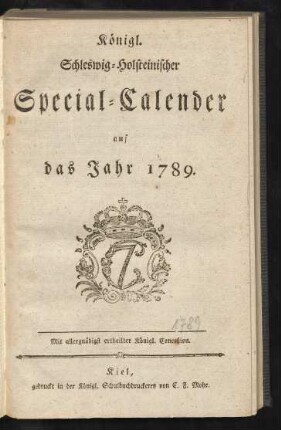 Königl.
Schleswig-Holsteinischer
Special-Calender
auf
das Jahr 1789.
1789
Mit allergnädigst ertheilter Königl. Concession.
Kiel,
gedruckt in der Königl. Schulbuchdruckerey von C. F. Mohr.